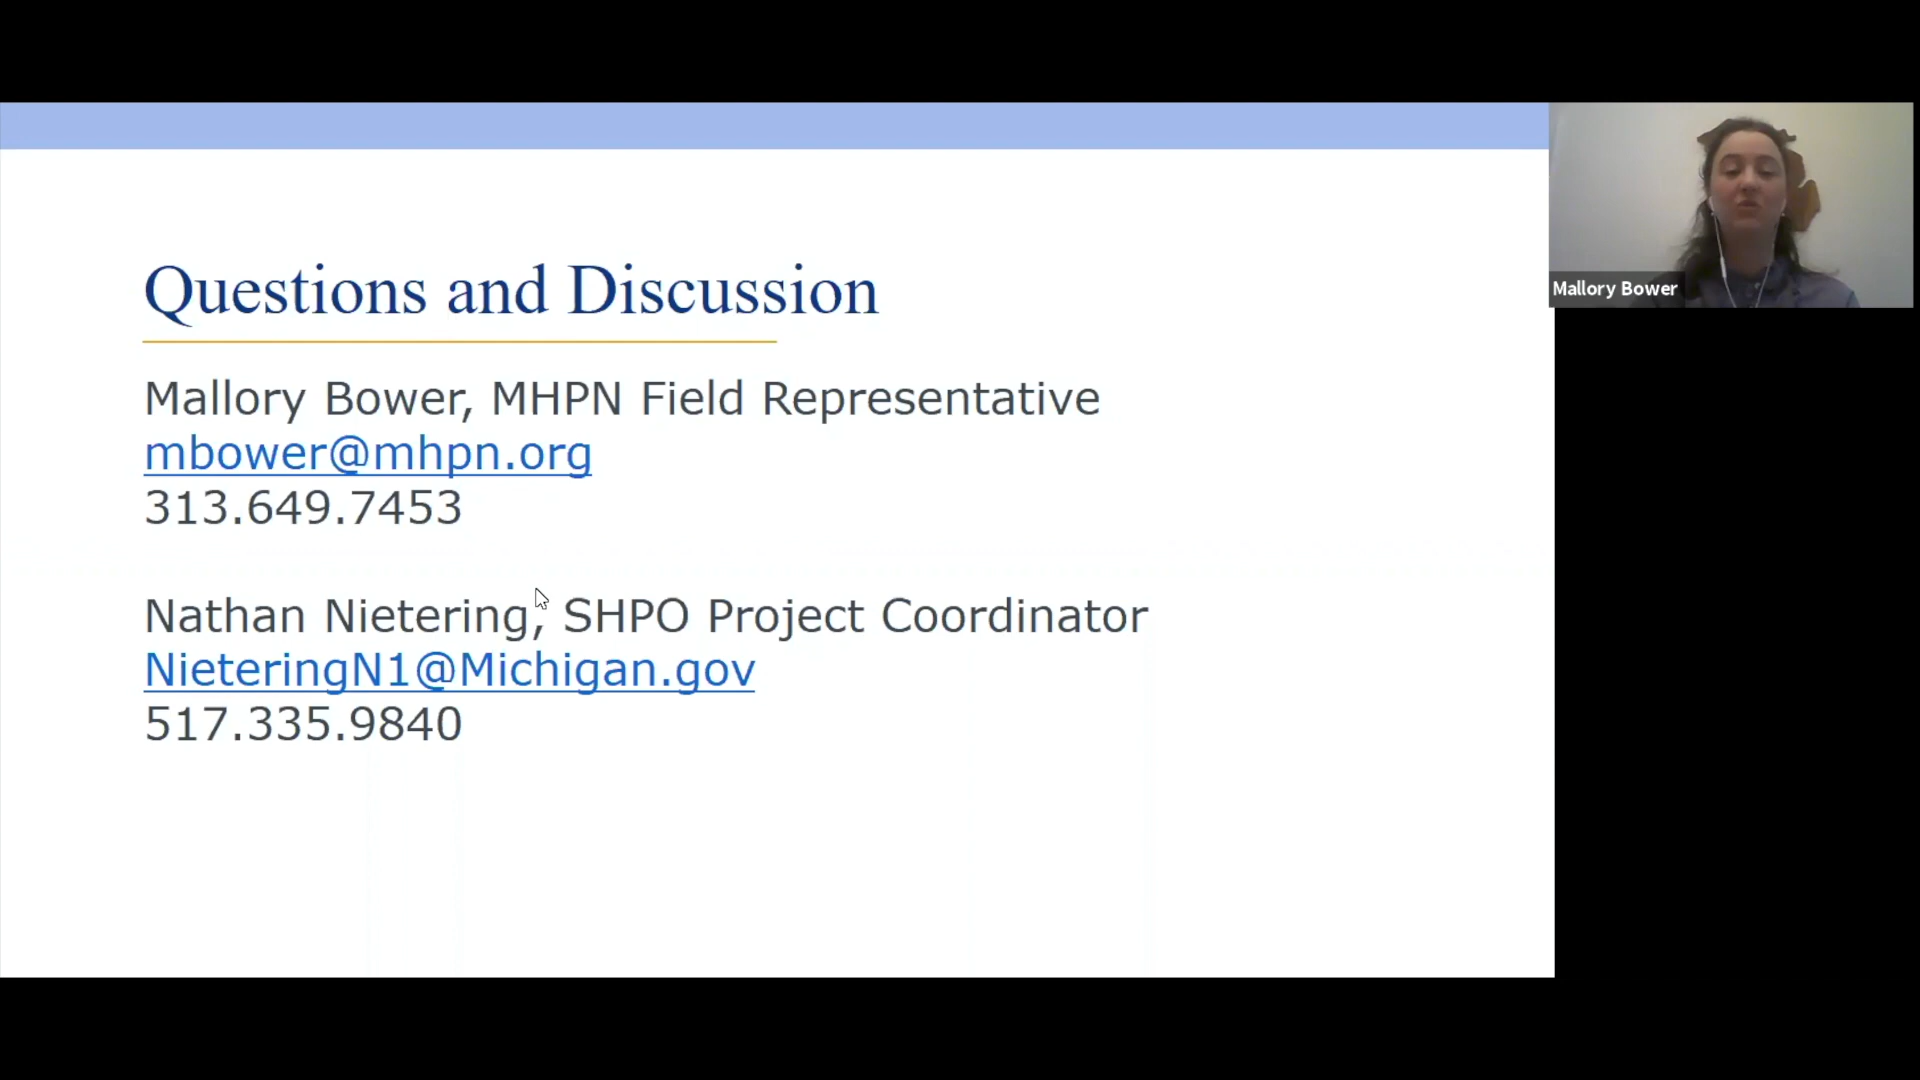 Questions and Discussion
Mallory Bower, MHPN Field Representative
mbower@mhpn.org
313.649.7453
Nathan Nietering, SHPO Project Coordinator
NieteringN1@Michigan.gov
517.335.9840
Mallory Bower